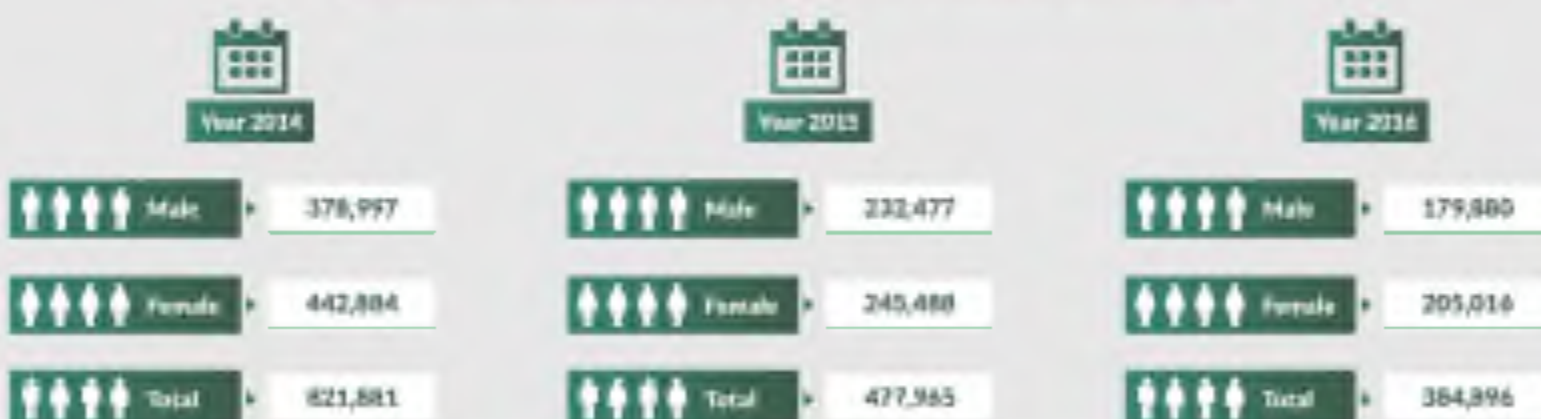 Year 2014 Year 2015 Year 2016
Male 378,997 Male 232,477 Male 179,880
Female 442,884 Female 245,488 Female 205,016
Total 821,881 Total 477,965 Total 384,896